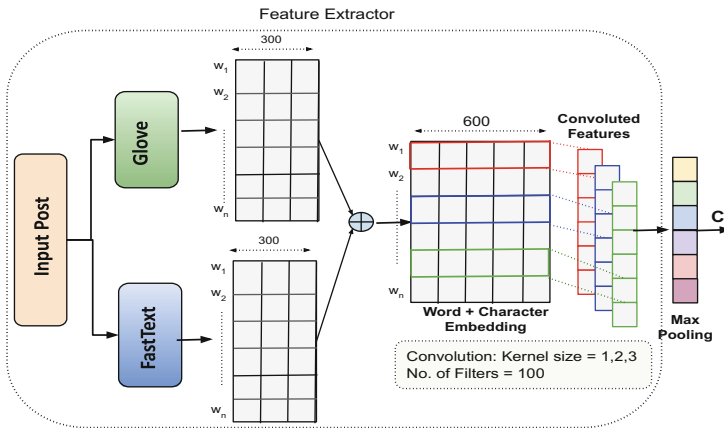 Feature Extractor
Input Post
Glove
FastText
300
w1
w2
wn
300
w1
w2
wn
600
w1
w2
wn
Word + Character
Embedding
Convoluted
Features
Convolution: Kernel size = 1,2,3
No. of Filters = 100
Max
Pooling
C